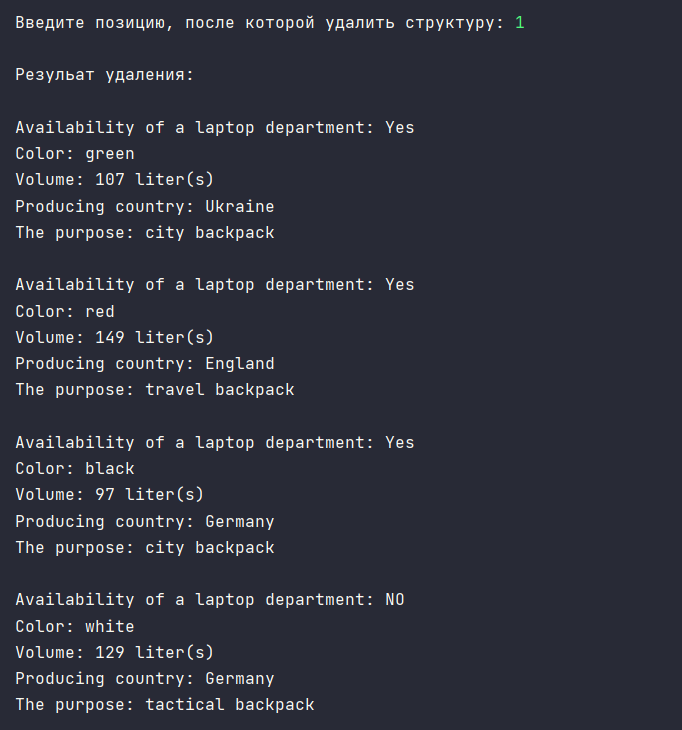 Введите позицию, после которой удалить структуру: 1
Резульат удаления:
Availability of a laptop department: Yes
Color: green
Volume: 107 liter(s)
Producing country: Ukraine
The purpose: city backpack
Availability of a laptop department: Yes
Color: red
Volume: 149 liter(s)
Producing country: England
The purpose: travel backpack
Availability of a laptop department: Yes
Color: black
Volume: 97 liter(s)
Producing country: Germany
The purpose: city backpack
Availability of a laptop department: NO
Color: white
Volume: 129 liter(s)
Producing country: Germany
The purpose: tactical backpack